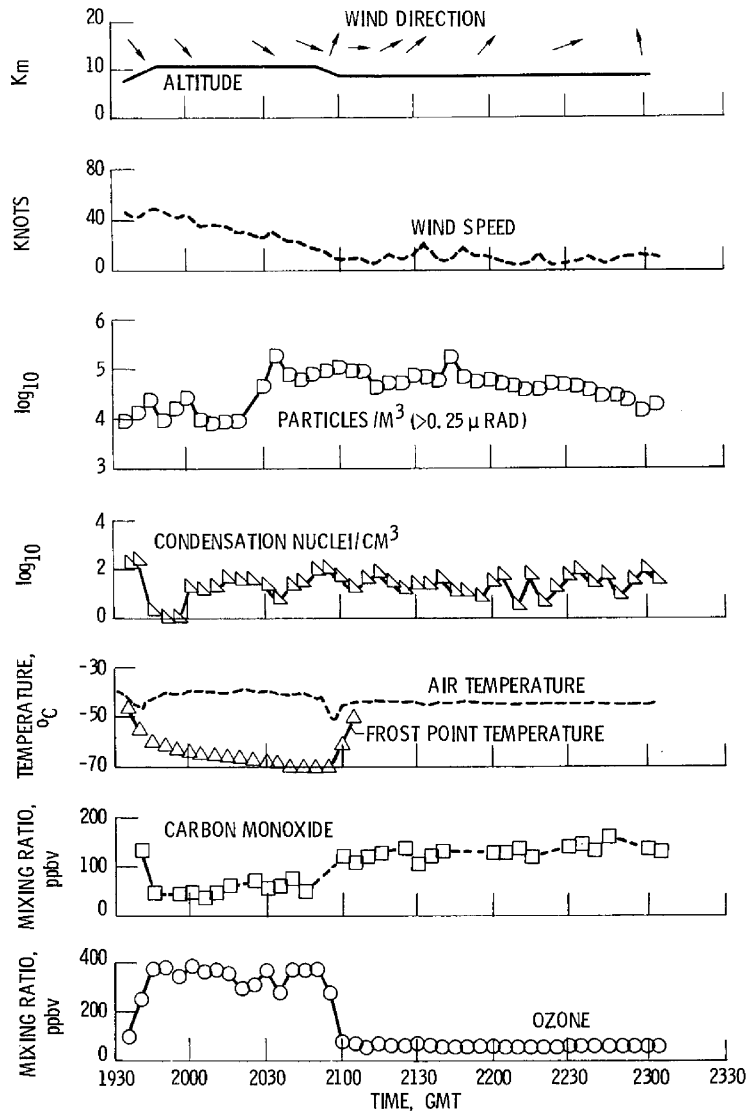 WIND DIRECTION
20
10
0
Km
ALTITUDE
80
40
0
KNOTS
WIND SPEED
6
5
4
3
log10
PARTICLES /M3 (>0.25 μ RAD)
4
2
0
log10
CONDENSATION NUCLEI/CM3
-30
-50
-70
TEMPERATURE,
oC
AIR TEMPERATURE
FROST POINT TEMPERATURE
200
100
0
MIXING RATIO,
ppbv
CARBON MONOXIDE
400
200
0
MIXING RATIO,
ppbv
OZONE
1930 2000 2030 2100 2130 2200 2230 2300 2330
TIME, GMT